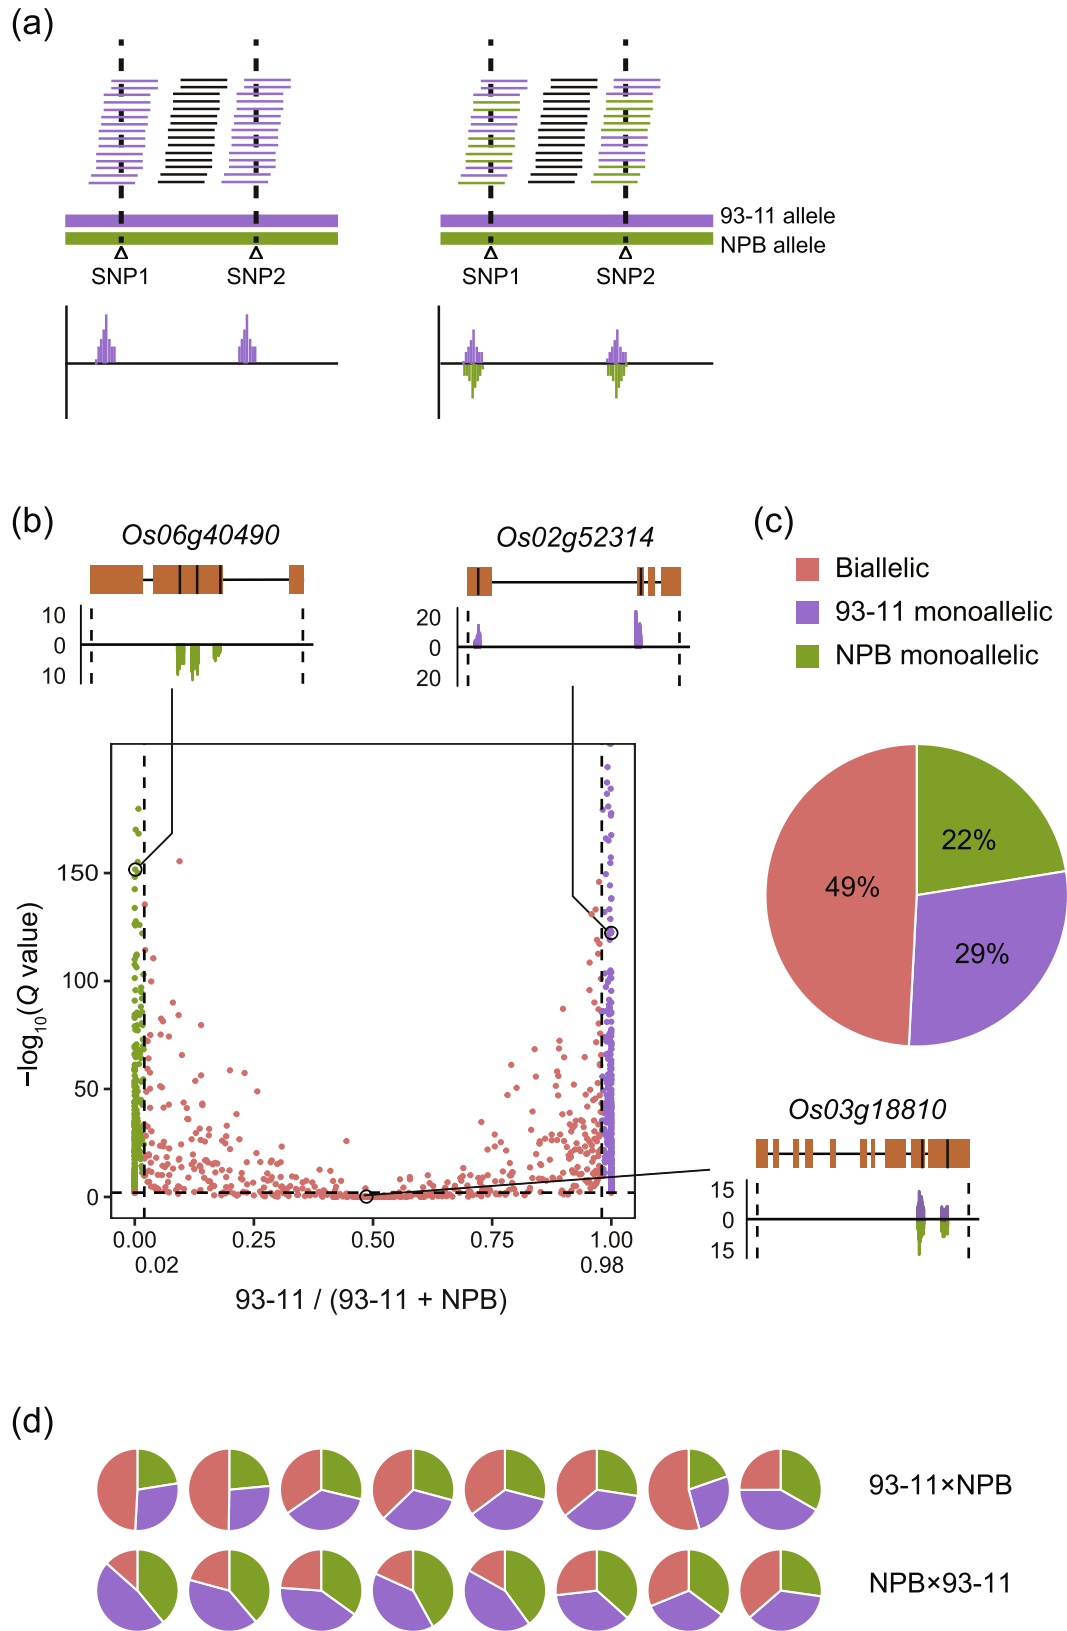 (a)
93-11 allele
NPB allele
SNP1 SNP2 SNP1 SNP2
(b) Os06g40490 Os02g52314 (c)
Biallelic
93-11 monoallelic
NPB monoallelic
10
0
10
20
0
20
22%
49%
29%
−log10(Q value)
150
100
50
0
0.00 0.25 0.50 0.75 1.00
0.02 0.98
93-11 / (93-11 + NPB)
Os03g18810
15
0
15
(d)
93-11×NPB
NPB×93-11